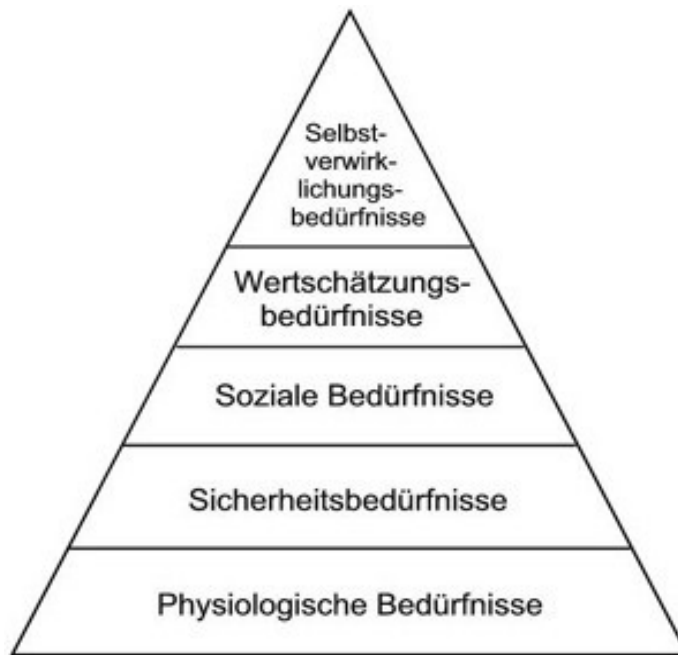 Selbst-
verwirk-
lichungs-
bedürfnisse
Wertschätzungs-
bedürfnisse
Soziale Bedürfnisse
Sicherheitsbedürfnisse
Physiologische Bedürfnisse